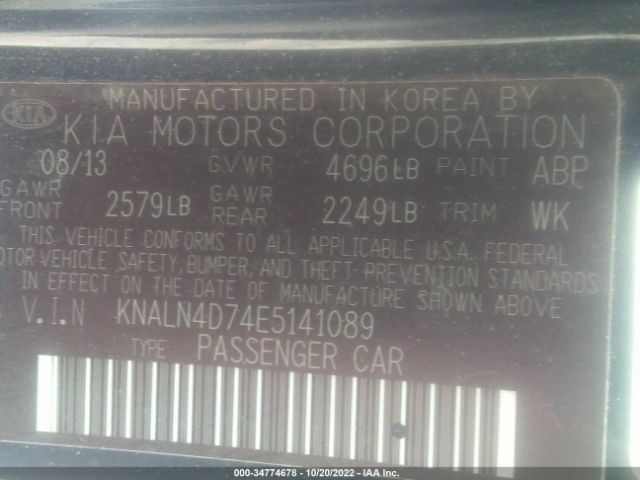 MANUFACTURED IN KOREA BY
KIA KIA MOTORS CORPORATION
08/13 GVWR 4696LB PAINT ABP
GAWR FRONT 2579LB GAWR REAR 2249LB TRIM WK
THIS VEHICLE CONFORMS TO ALL APPLICABLE U.S.A. FEDERAL
MOTOR VEHICLE SAFETY, BUMPER, AND THEFT PREVENTION STANDARDS
IN EFFECT ON THE DATE OF MANUFACTURE SHOWN ABOVE
V.I.N KNALN4D74E5141089
TYPE PASSENGER CAR
000-34774678 - 10/20/2022 - IAA Inc.